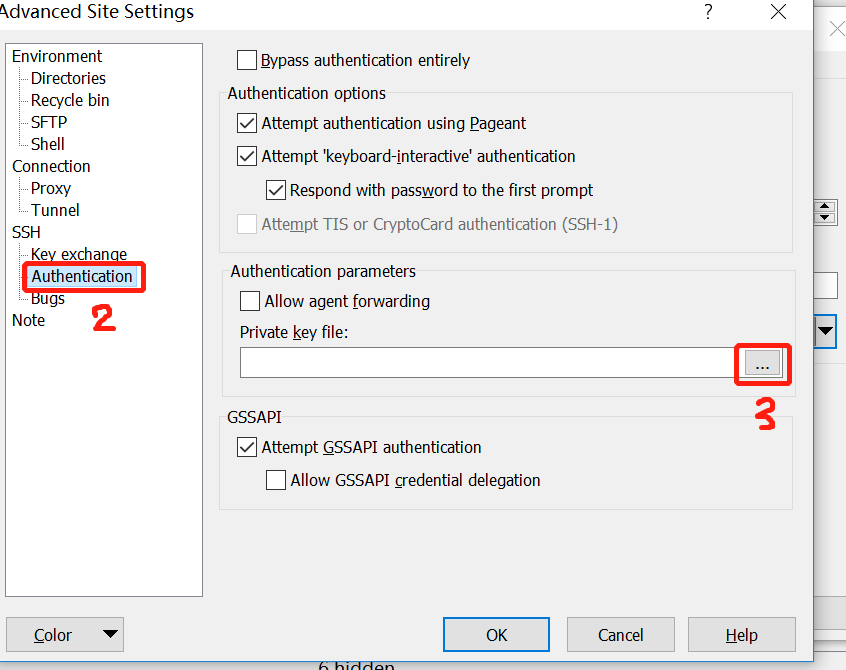 Advanced Site Settings
?
Environment
Directories
Recycle bin
SFTP
Shell
Connection
Proxy
Tunnel
SSH
Key exchange
Authentication
Bugs
Note
2
Bypass authentication entirely
Authentication options
Attempt authentication using Pageant
Attempt 'keyboard-interactive' authentication
Respond with password to the first prompt
Attempt TIS or CryptoCard authentication (SSH-1)
Authentication parameters
Allow agent forwarding
Private key file:
...
3
GSSAPI
Attempt GSSAPI authentication
Allow GSSAPI credential delegation
Color
OK
Cancel
Help
6 hidden